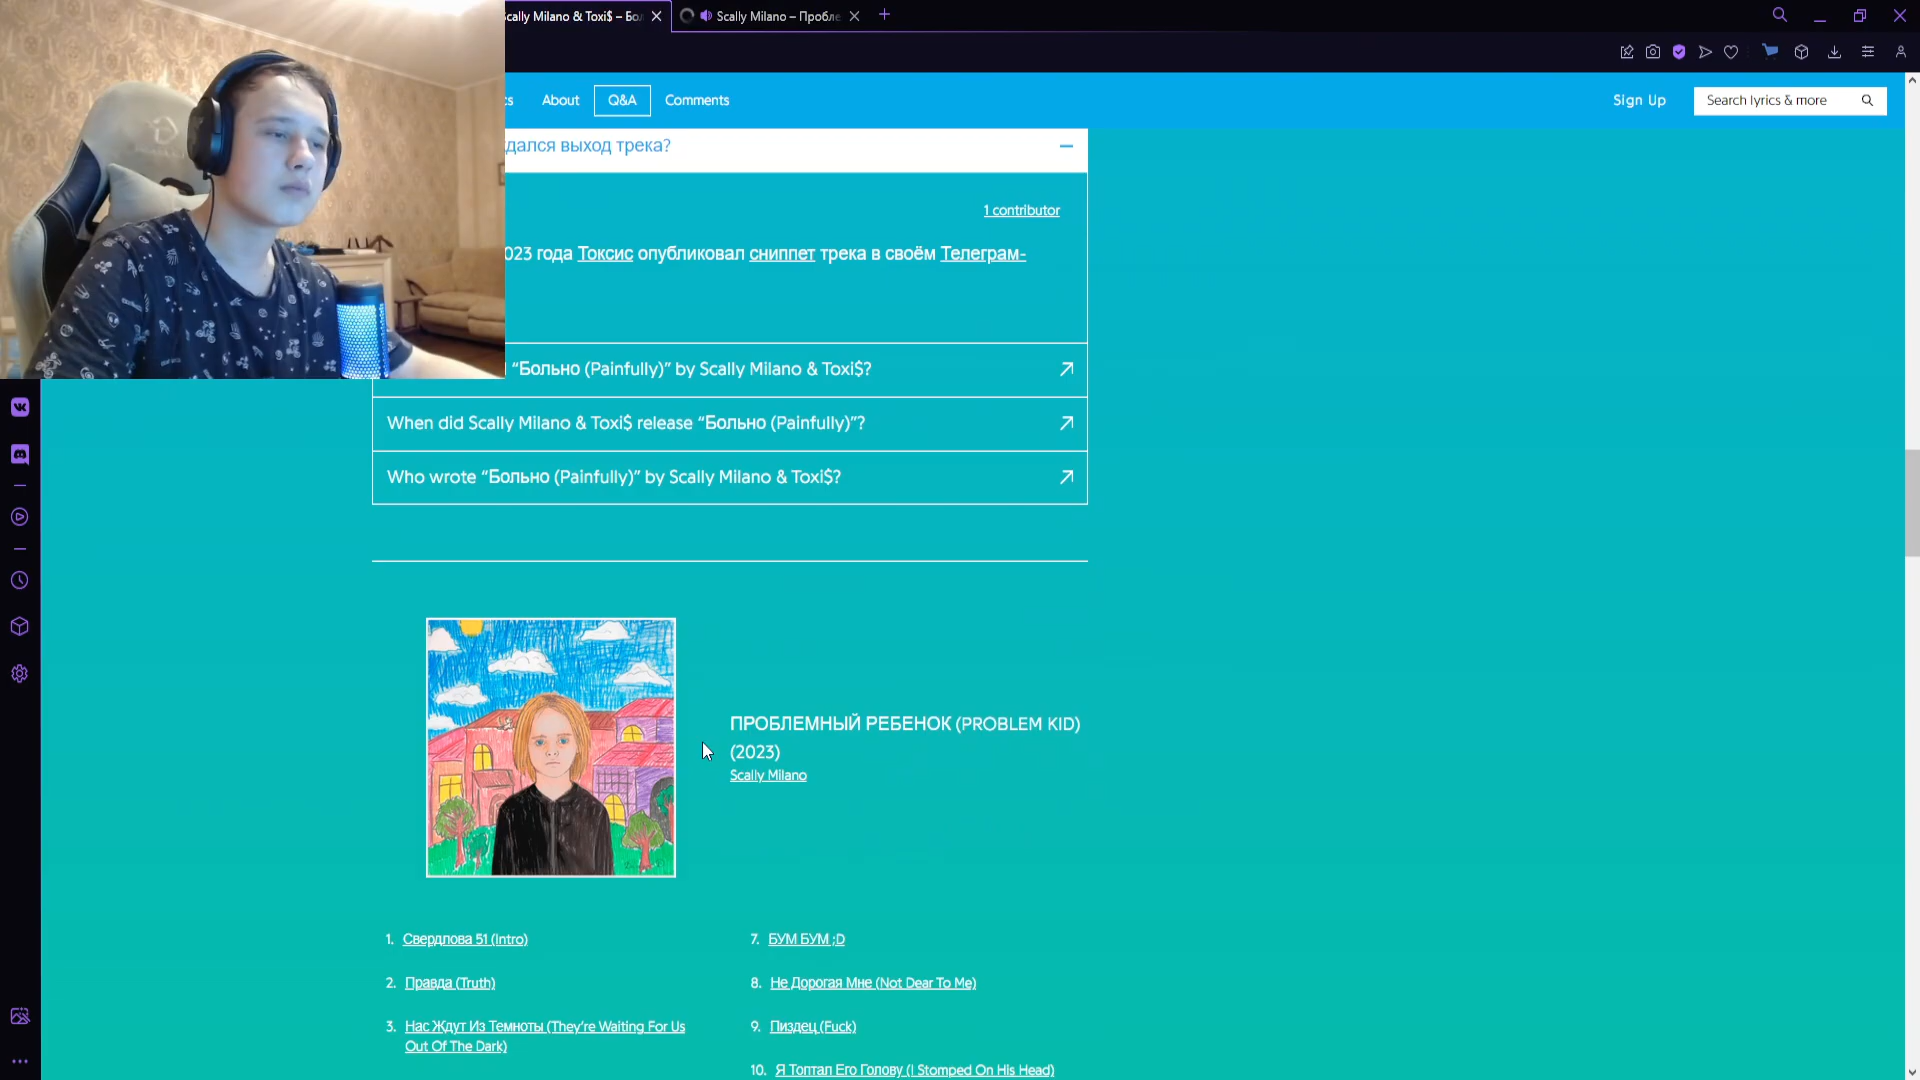 Scally Milano & Toxi$ – Бол
Scally Milano – Пробле
About
Q&A
Comments
Sign Up
Search lyrics & more
выход трека?
1 contributor
023 года Токсис опубликовал сниппет трека в своём Телеграм-
“Больно (Painfully)” by Scally Milano & Toxi$?
When did Scally Milano & Toxi$ release “Больно (Painfully)”?
Who wrote “Больно (Painfully)” by Scally Milano & Toxi$?
ПРОБЛЕМНЫЙ РЕБЕНОК (PROBLEM KID)
(2023)
Scally Milano
1. Свердлова 51 (Intro)
2. Правда (Truth)
3. Нас Ждут Из Темноты (They’re Waiting For Us
Out Of The Dark)
7. БУМ БУМ ;D
8. Не Дорогая Мне (Not Dear To Me)
9. Пиздец (Fuck)
10. Я Топтал Его Голову (I Stomped On His Head)